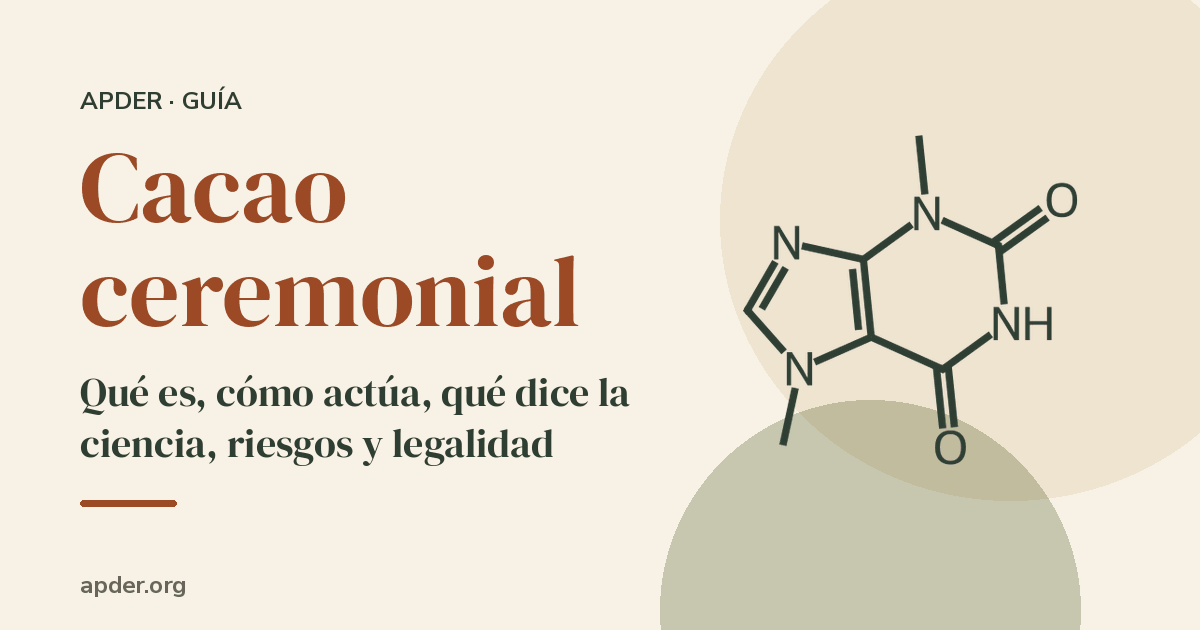 APDER · GUÍA
Cacao
ceremonial
Qué es, cómo actúa, qué dice la
ciencia, riesgos y legalidad
apder.org
N
O
N
NH
N
O